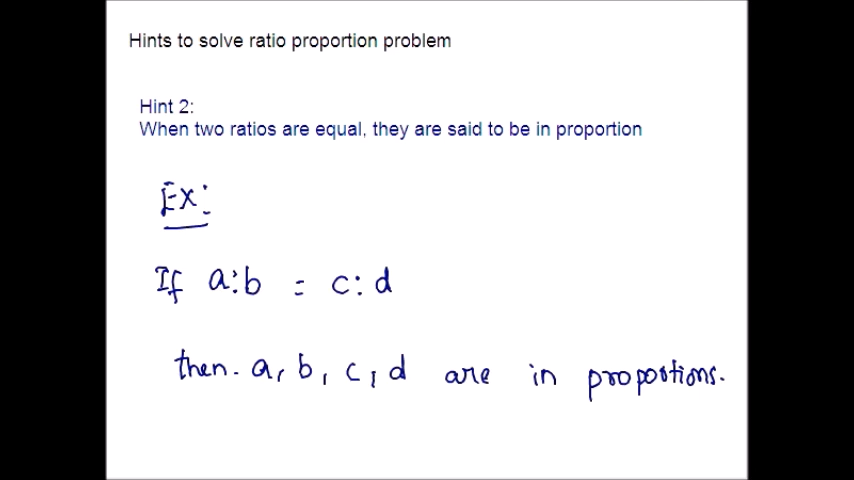 Hints to solve ratio proportion problem
Hint 2:
When two ratios are equal, they are said to be in proportion
Ex:
If a:b = c:d
then. a, b, c, d are in proportions.